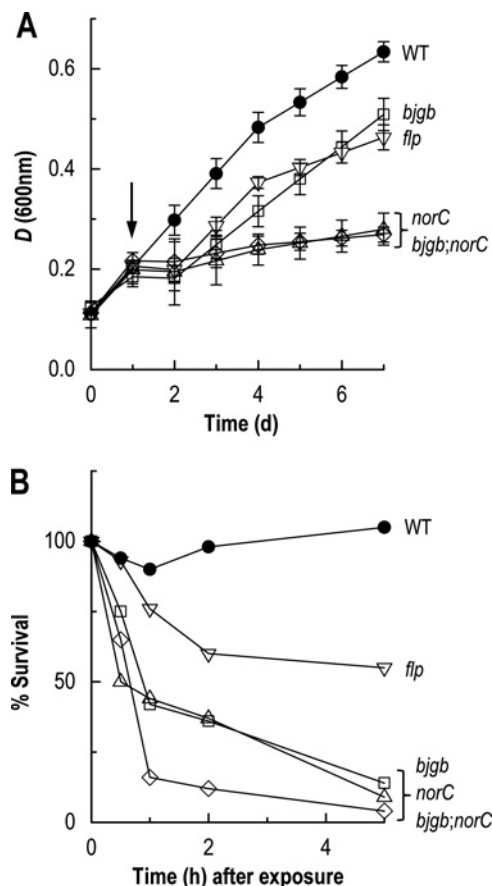 A
D (600nm)
0.6
0.4
0.2
0.0
0
2
4
6
Time (d)
WT
bjgb
flp
norC
bjgb;norC
B
% Survival
100
50
0
0
2
4
Time (h) after exposure
WT
flp
bjgb
norC
bjgb;norC